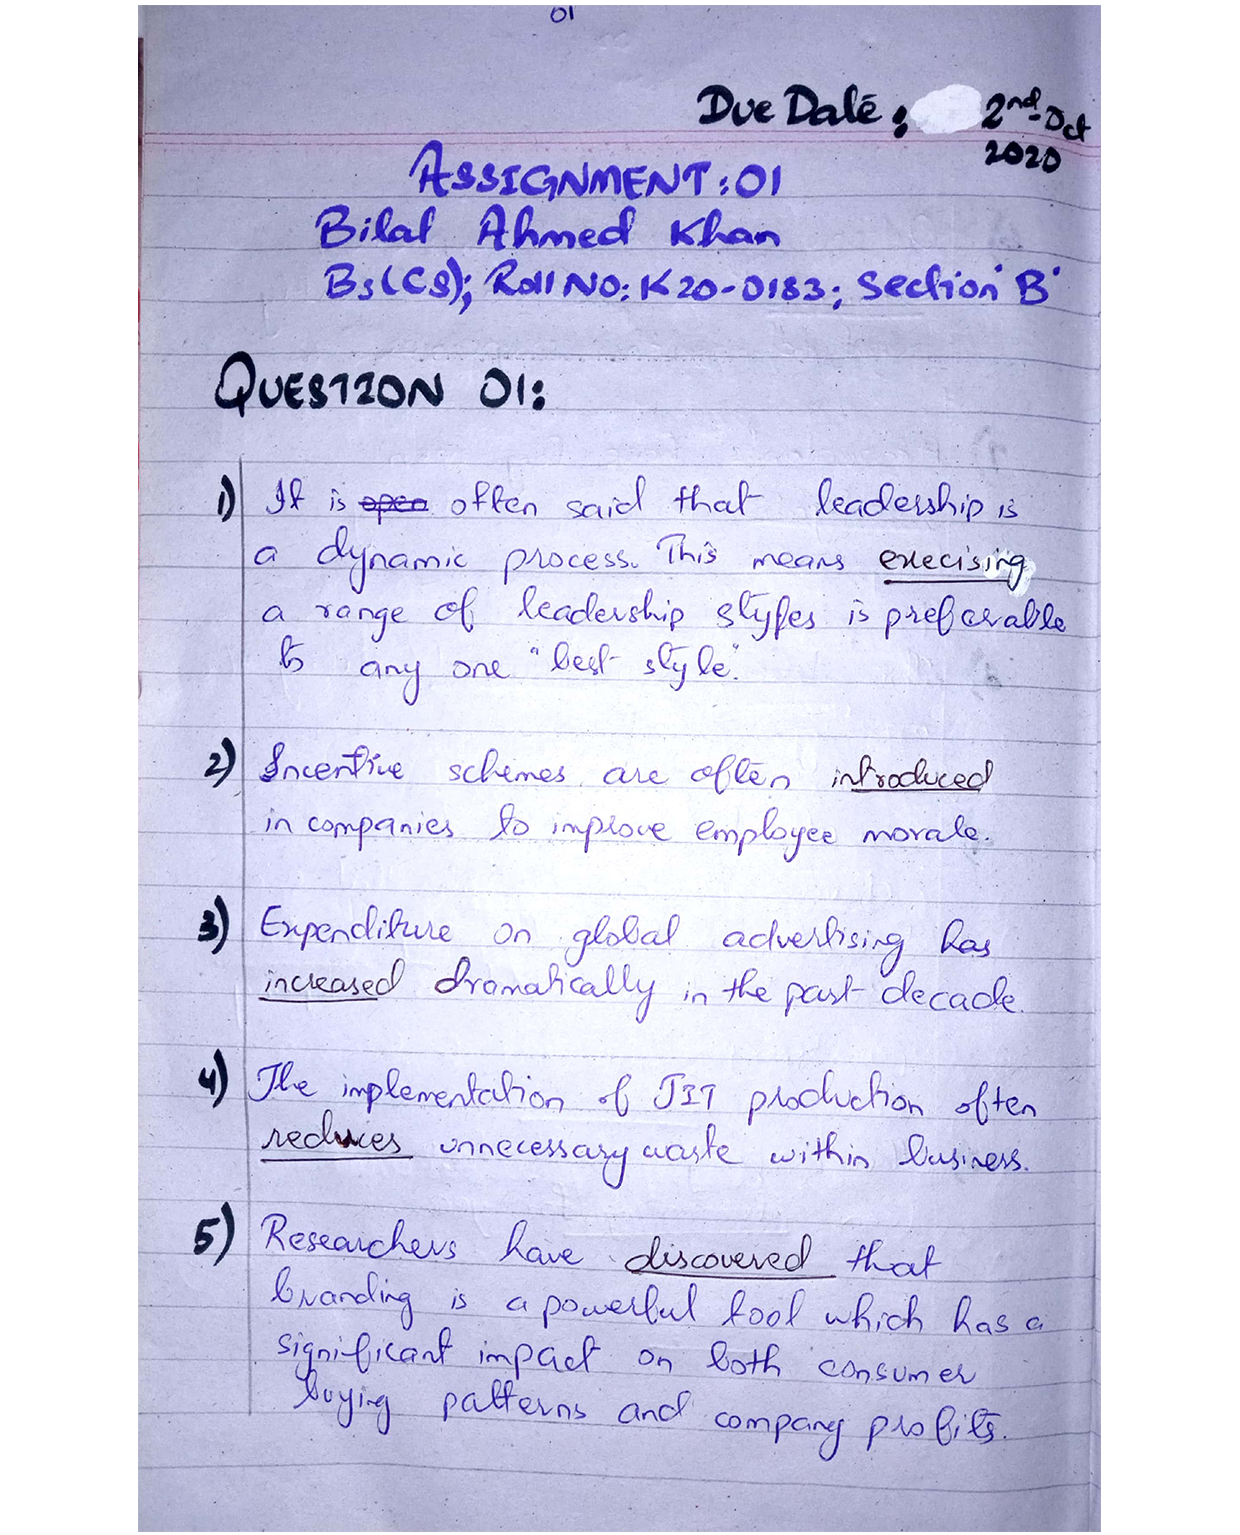 01
Due Date: 2nd-Oct
2020
ASSIGNMENT:01
Bilal Ahmed Khan
Bs(CS); Roll NO: K20-0183; Section 'B'
QUESTION 01:
1) It is open often said that leadership is
a dynamic process. This means execising
a range of leadership styles is preferable
to any one "best style".
2) Incentive schemes are often introduced
in companies to improve employee morale.
3) Expenditure on global advertising has
increased dramatically in the past decade.
4) The implementation of JIT production often
reduces unnecessary waste within business.
5) Researchers have discovered that
branding is a powerful tool which has a
significant impact on both consumer
buying patterns and company profits.